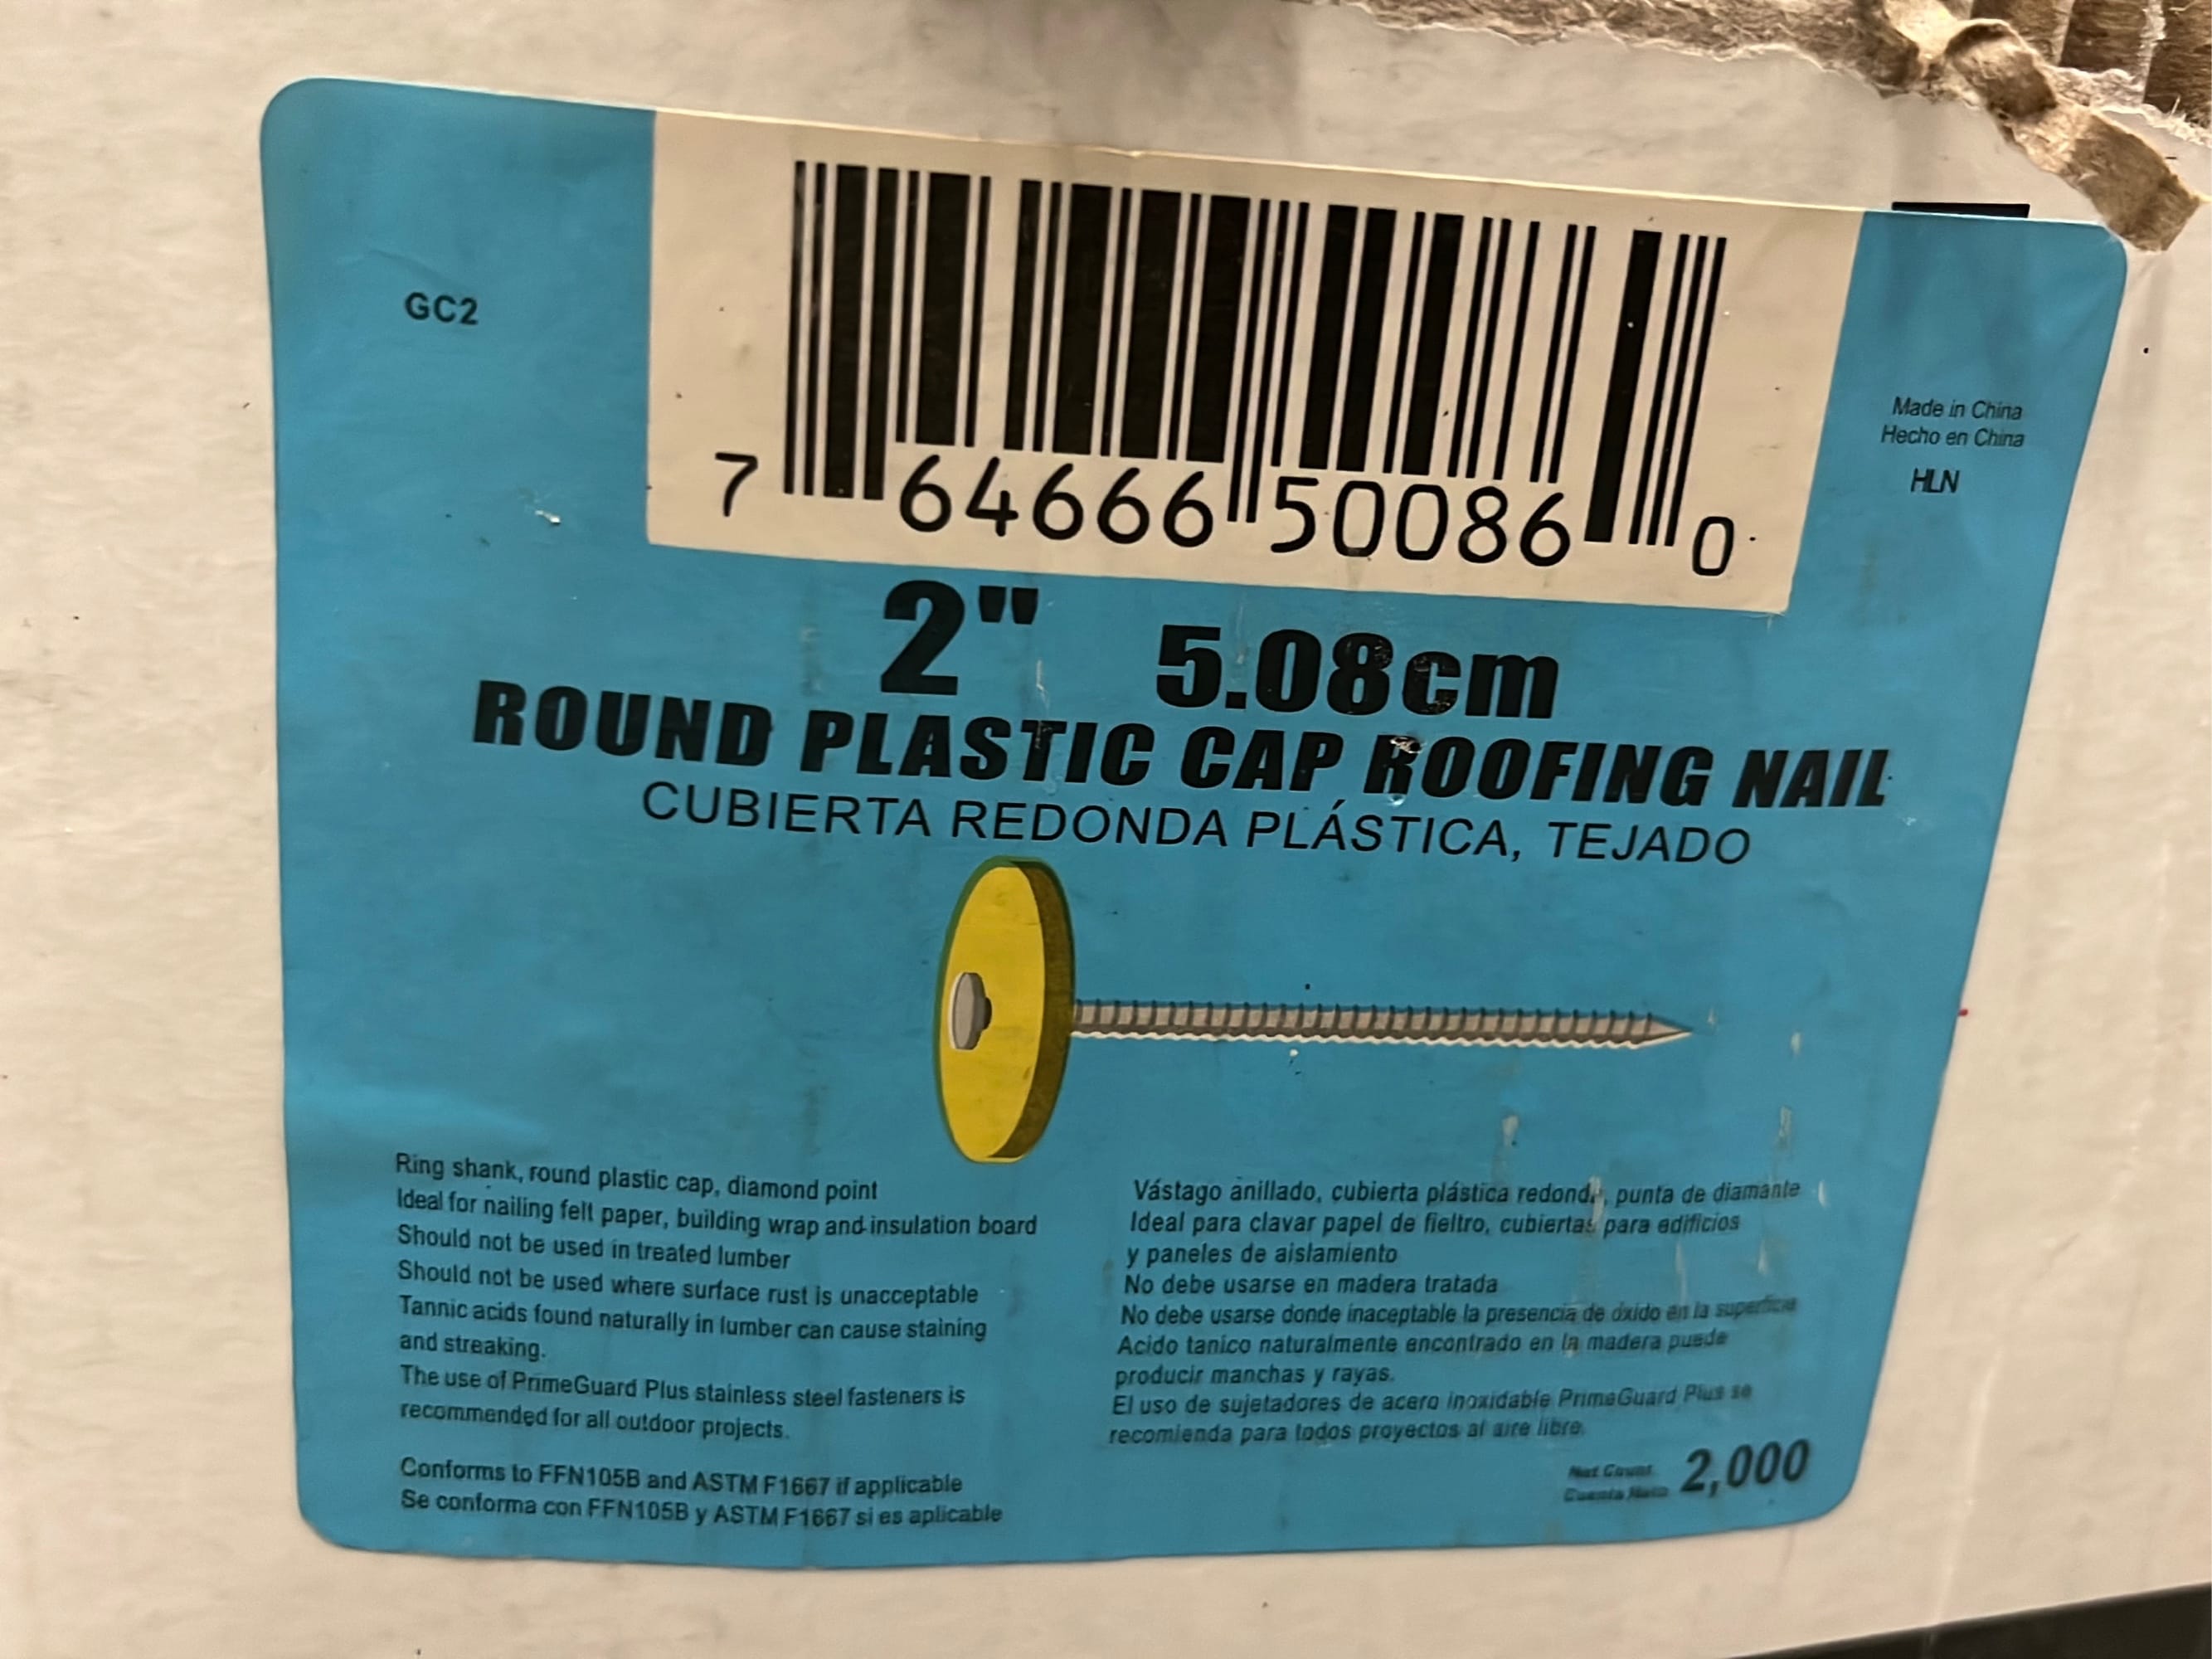 GC2
7 64666 50086 0
Made in China
Hecho en China
HLN
2" 5.08cm
ROUND PLASTIC CAP ROOFING NAIL
CUBIERTA REDONDA PLÁSTICA, TEJADO
Ring shank, round plastic cap, diamond point
Ideal for nailing felt paper, building wrap and insulation board
Should not be used in treated lumber
Should not be used where surface rust is unacceptable
Tannic acids found naturally in lumber can cause staining
and streaking.
The use of PrimeGuard Plus stainless steel fasteners is
recommended for all outdoor projects.
Conforms to FFN105B and ASTM F1667 if applicable
Se conforma con FFN105B y ASTM F1667 si es aplicable
Vástago anillado, cubierta plástica redonda, punta de diamante
Ideal para clavar papel de fieltro, cubiertas para edificios
y paneles de aislamiento
No debe usarse en madera tratada
No debe usarse donde inaceptable la presencia de óxido en la superficie
Acido tanico naturalmente encontrado en la madera puede
producir manchas y rayas.
El uso de sujetadores de acero inoxidable PrimeGuard Plus se
recomienda para todos proyectos al aire libre.
Net Count
Cuenta Neto 2,000